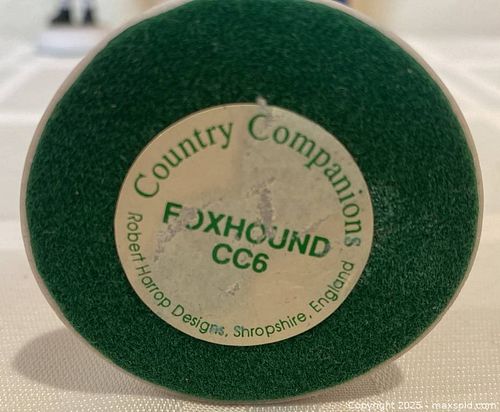 Country Companions
FOXHOUND
CC6
Robert Harrop Designs, Shropshire, England
Copyright 2025 - maxsold.com